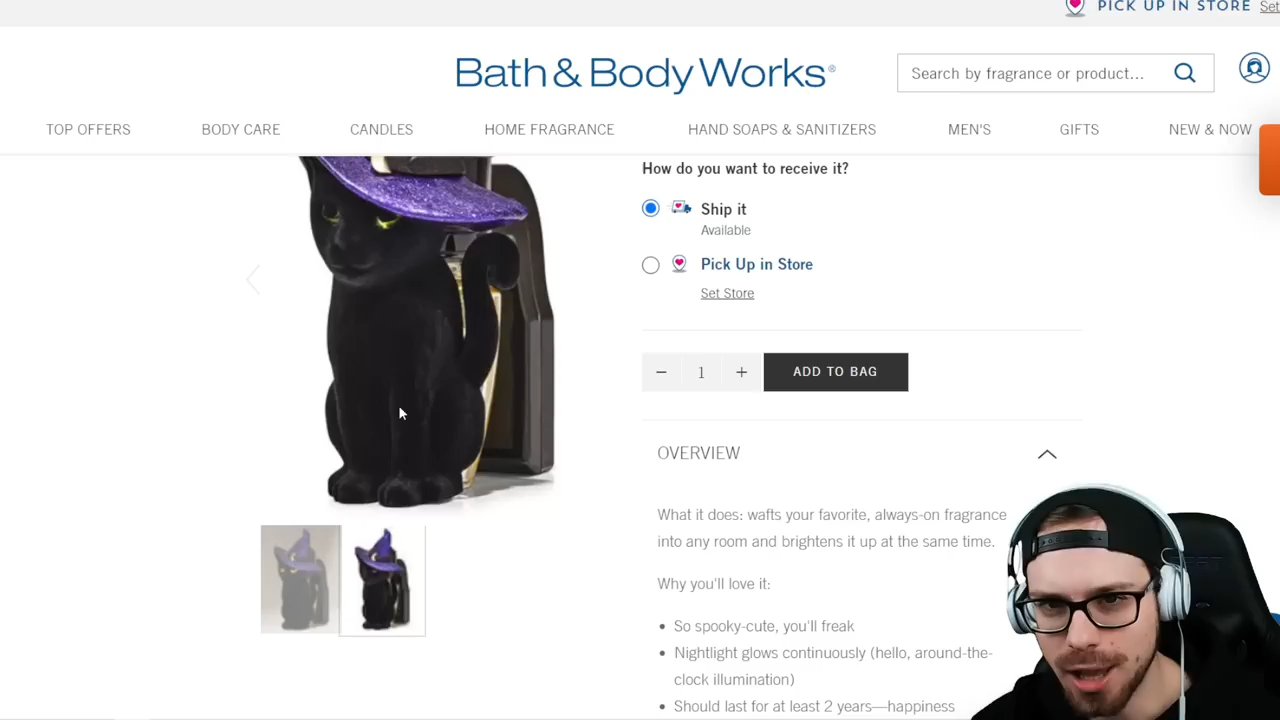 PICK UP IN STORE Set
Bath & Body Works®
Search by fragrance or product...
TOP OFFERS BODY CARE CANDLES HOME FRAGRANCE HAND SOAPS & SANITIZERS MEN'S GIFTS NEW & NOW
How do you want to receive it?
Ship it
Available
Pick Up in Store
Set Store
− 1 + ADD TO BAG
OVERVIEW
What it does: wafts your favorite, always-on fragrance
into any room and brightens it up at the same time.
Why you'll love it:
• So spooky-cute, you'll freak
• Nightlight glows continuously (hello, around-the-
clock illumination)
• Should last for at least 2 years—happiness